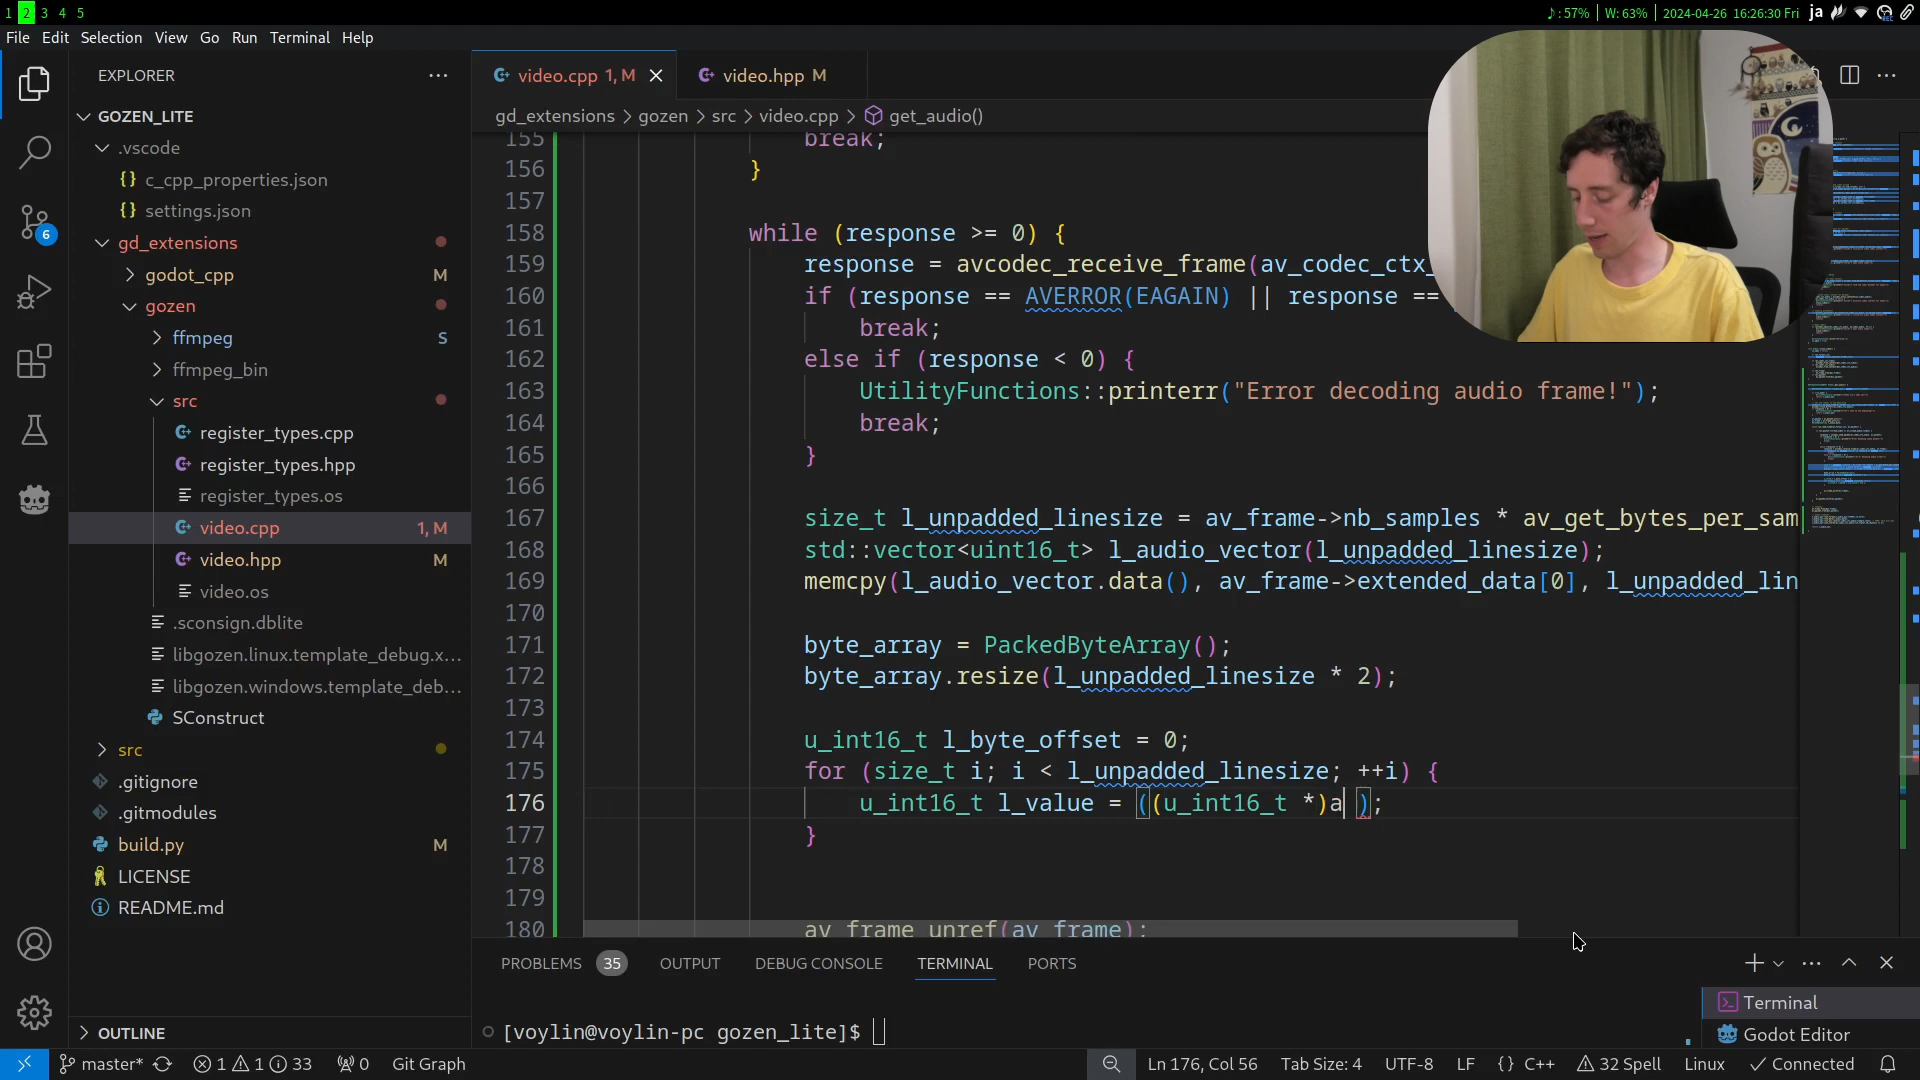 1 2 3 4 5
♪: 57% | W: 63% | 2024-04-26 16:26:30 Fri ja
File Edit Selection View Go Run Terminal Help
EXPLORER ···
GOZEN_LITE
.vscode
{} c_cpp_properties.json
{} settings.json
gd_extensions
godot_cpp M
gozen
ffmpeg S
ffmpeg_bin
src
register_types.cpp
register_types.hpp
register_types.os
video.cpp 1, M
video.hpp M
video.os
.sconsign.dblite
libgozen.linux.template_debug.x...
libgozen.windows.template_deb...
SConstruct
src
.gitignore
.gitmodules
build.py M
LICENSE
README.md
OUTLINE
6
video.cpp 1, M
video.hpp M
gd_extensions > gozen > src > video.cpp > get_audio()
155 break;
156 }
157
158 while (response >= 0) {
159 response = avcodec_receive_frame(av_codec_ctx_
160 if (response == AVERROR(EAGAIN) || response ==
161 break;
162 else if (response < 0) {
163 UtilityFunctions::printerr("Error decoding audio frame!");
164 break;
165 }
166
167 size_t l_unpadded_linesize = av_frame->nb_samples * av_get_bytes_per_sam
168 std::vector<uint16_t> l_audio_vector(l_unpadded_linesize);
169 memcpy(l_audio_vector.data(), av_frame->extended_data[0], l_unpadded_lin
170
171 byte_array = PackedByteArray();
172 byte_array.resize(l_unpadded_linesize * 2);
173
174 u_int16_t l_byte_offset = 0;
175 for (size_t i; i < l_unpadded_linesize; ++i) {
176 u_int16_t l_value = ((u_int16_t *)a );
177 }
178
179
180 av_frame_unref(av_frame);
PROBLEMS 35 OUTPUT DEBUG CONSOLE TERMINAL PORTS
[voylin@voylin-pc gozen_lite]$
Terminal
Godot Editor
master* 1 1 33 0 Git Graph Ln 176, Col 56 Tab Size: 4 UTF-8 LF {} C++ 32 Spell Linux Connected